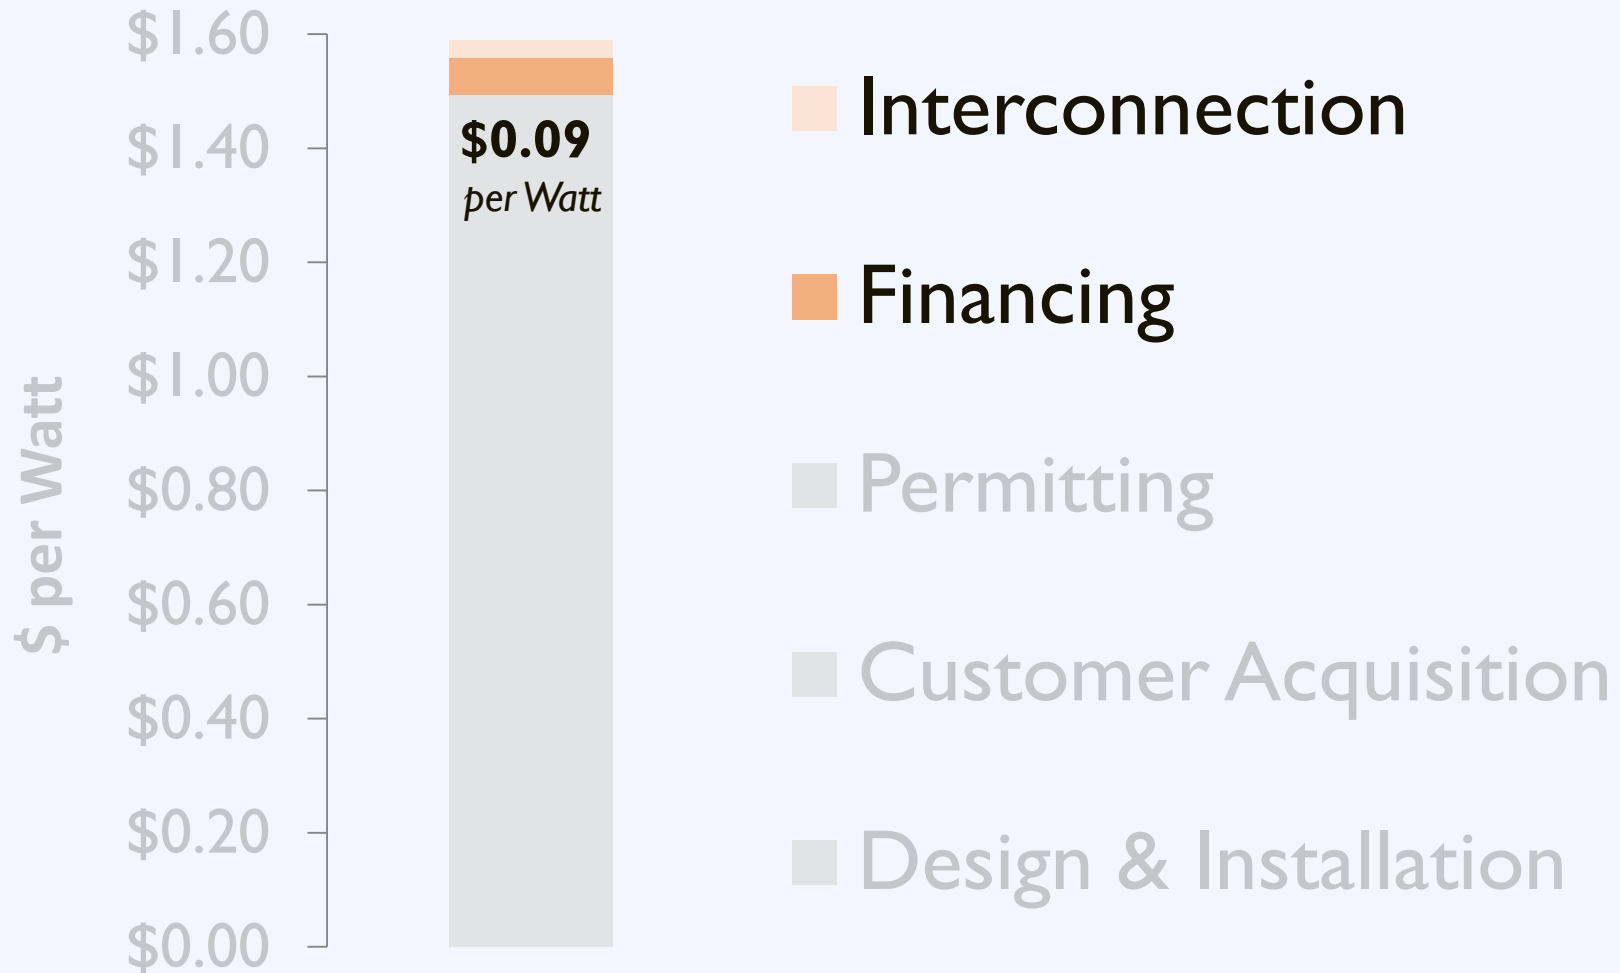 $ per Watt
$1.60
$1.40
$1.20
$1.00
$0.80
$0.60
$0.40
$0.20
$0.00
$0.09
per Watt
Interconnection
Financing
Permitting
Customer Acquisition
Design & Installation